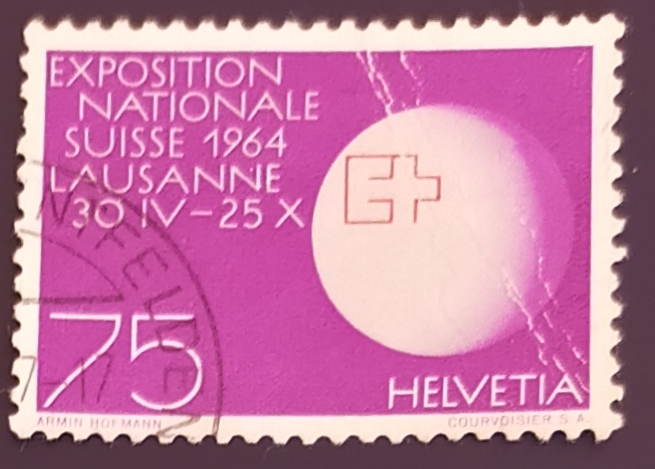 EXPOSITION
NATIONALE
SUISSE 1964
LAUSANNE
30 IV–25 X
75
HELVETIA
ARMIN HOFMANN
COURVOISIER S.A.